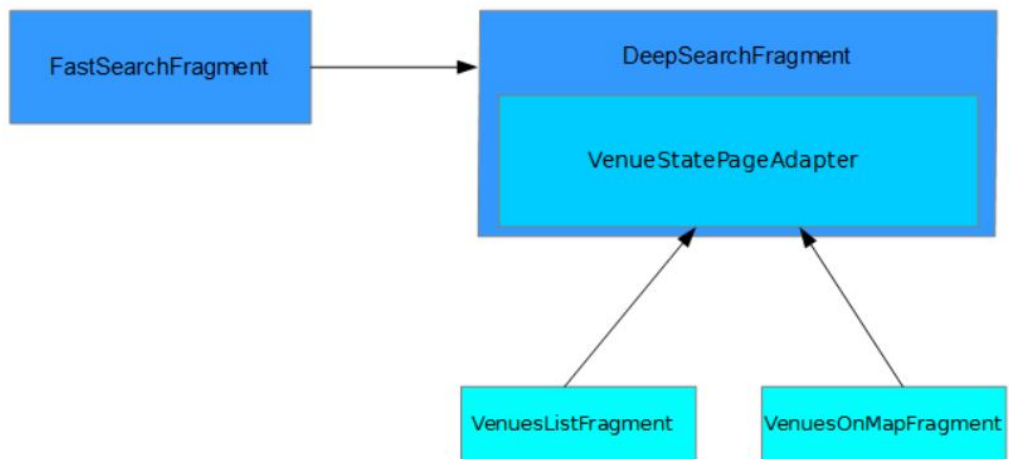 FastSearchFragment
DeepSearchFragment
VenueStatePageAdapter
VenuesListFragment
VenuesOnMapFragment